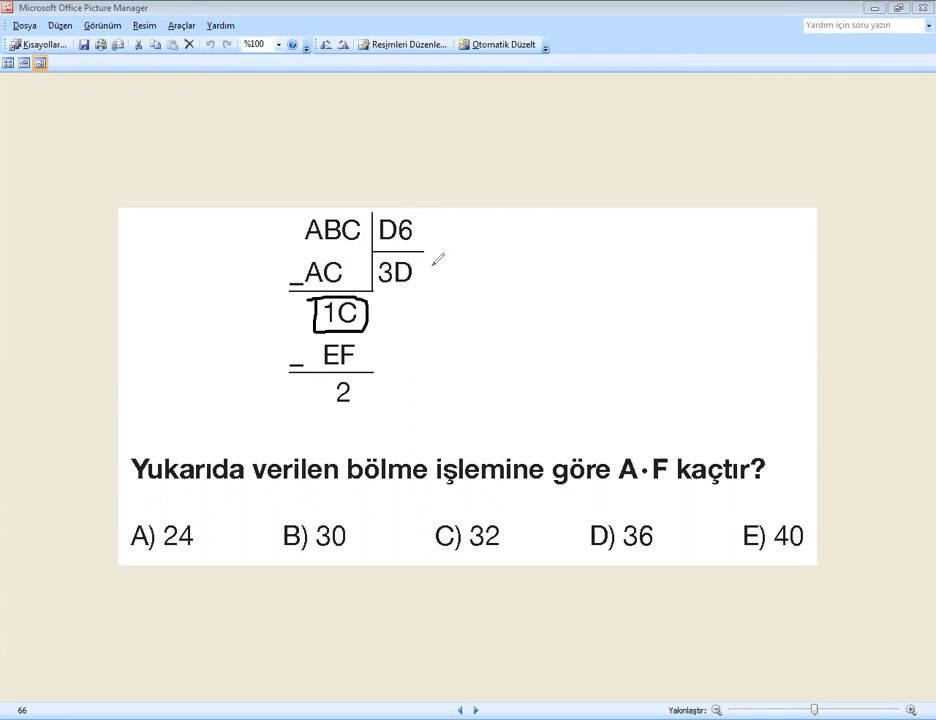 Microsoft Office Picture Manager
Dosya Düzen Görünüm Resim Araçlar Yardım
Yardım için soru yazın
Kısayollar... %100 Resimleri Düzenle... Otomatik Düzelt
ABC D6
_AC 3D
1C
_ EF
2
Yukarıda verilen bölme işlemine göre A·F kaçtır?
A) 24 B) 30 C) 32 D) 36 E) 40
66 Yakınlaştır: